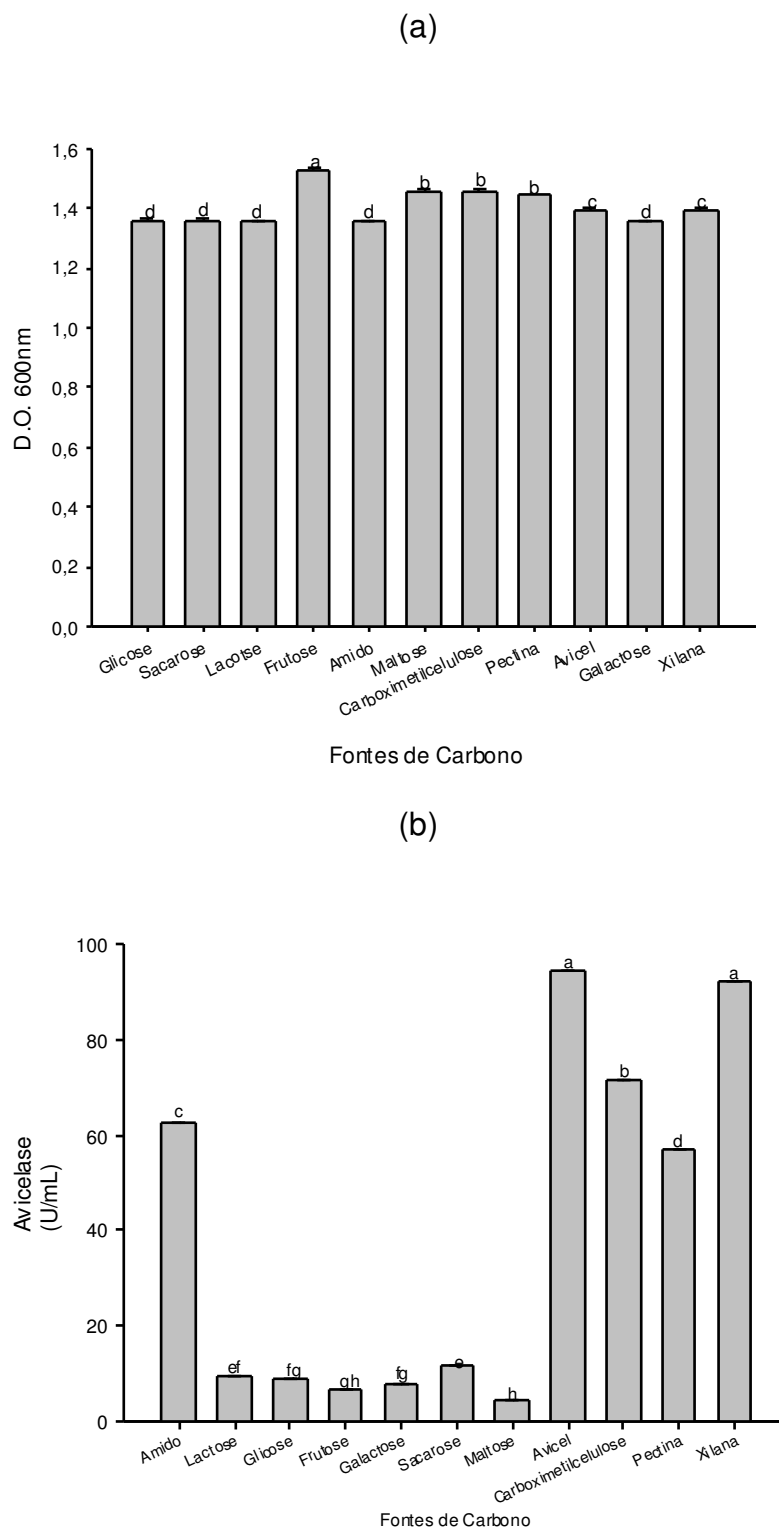 (a)
1,6
1,4
1,2
1,0
0,8
0,6
0,4
0,2
0,0
D.O. 600nm
d d d a d b b b c d c
Glicose Sacarose Lacotse Frutose Amido Maltose Carboximetilcelulose Pectina Avicel Galactose Xilana
Fontes de Carbono
(b)
100
80
60
40
20
0
Avicelase
(U/mL)
c ef fg gh fg e h a b d a
Amido Lactose Glicose Frutose Galactose Sacarose Maltose Avicel Carboximetilcelulose Pectina Xilana
Fontes de Carbono